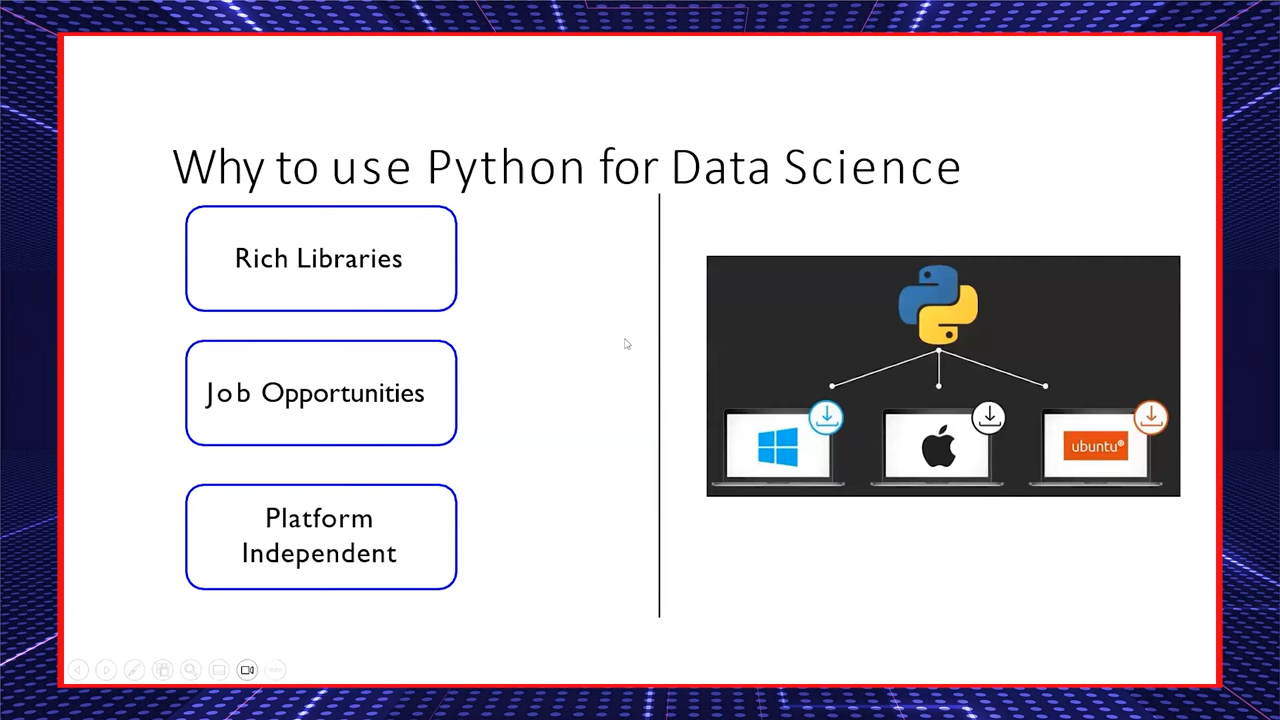 Why to use Python for Data Science
Rich Libraries
Job Opportunities
Platform
Independent
ubuntu®